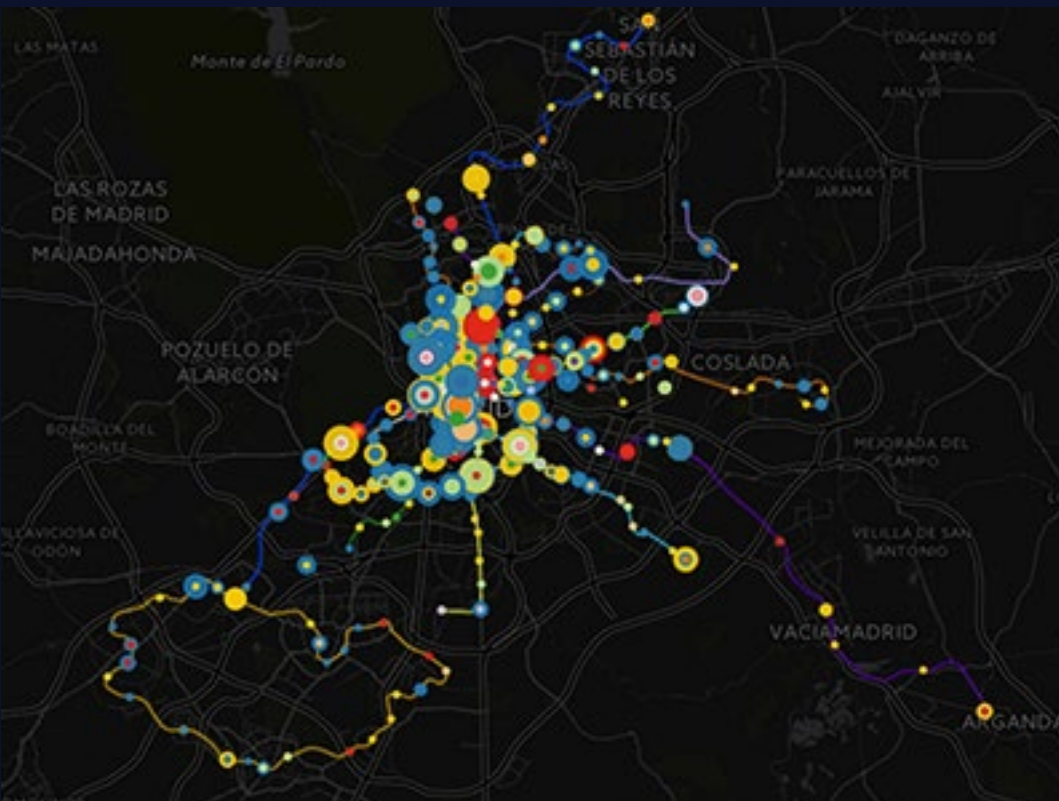 LAS MATAS
Monte de El Pardo
SAN
SEBASTIÁN
DE LOS
REYES
DAGANZO DE
ARRIBA
AJALVIR
LAS ROZAS
DE MADRID
PARACUELLOS DE
JARAMA
MAJADAHONDA
POZUELO DE
ALARCÓN
COSLADA
BOADILLA DEL
MONTE
MEJORADA DEL
CAMPO
VELILLA DE SAN
ANTONIO
ODÓN
VACIAMADRID
ARGANDA